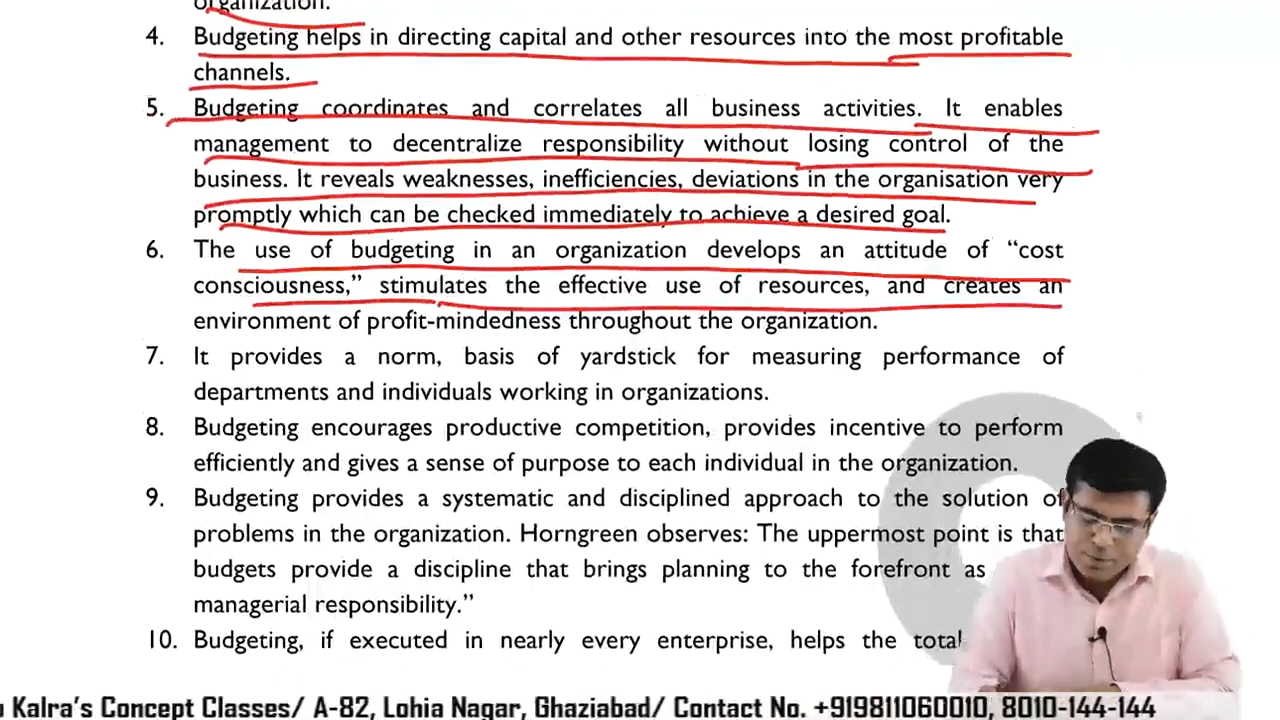 organization.
4. Budgeting helps in directing capital and other resources into the most profitable
channels.
5. Budgeting coordinates and correlates all business activities. It enables
management to decentralize responsibility without losing control of the
business. It reveals weaknesses, inefficiencies, deviations in the organisation very
promptly which can be checked immediately to achieve a desired goal.
6. The use of budgeting in an organization develops an attitude of “cost
consciousness,” stimulates the effective use of resources, and creates an
environment of profit-mindedness throughout the organization.
7. It provides a norm, basis of yardstick for measuring performance of
departments and individuals working in organizations.
8. Budgeting encourages productive competition, provides incentive to perform
efficiently and gives a sense of purpose to each individual in the organization.
9. Budgeting provides a systematic and disciplined approach to the solution of
problems in the organization. Horngreen observes: The uppermost point is that
budgets provide a discipline that brings planning to the forefront as
managerial responsibility.”
10. Budgeting, if executed in nearly every enterprise, helps the total
Kalra’s Concept Classes/ A-82, Lohia Nagar, Ghaziabad/ Contact No. +919811060010, 8010-144-144